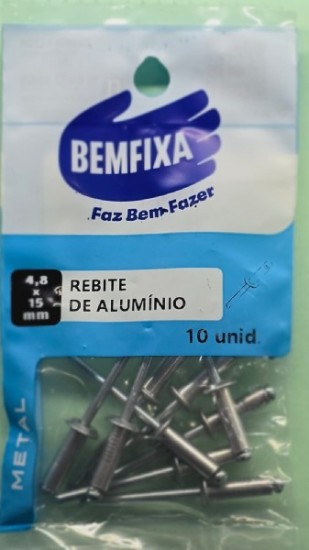 BEMFIXA
Faz Bem Fazer
4,8
x
15
mm
REBITE
DE ALUMÍNIO
10 unid.
METAL